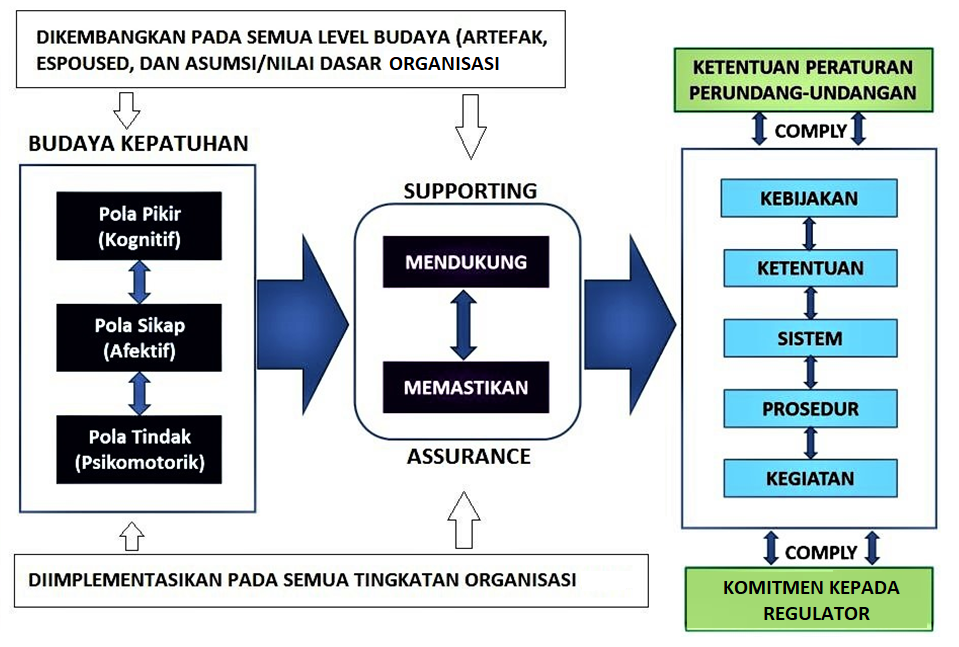 DIKEMBANGKAN PADA SEMUA LEVEL BUDAYA (ARTEFAK,
ESPOUSED, DAN ASUMSI/NILAI DASAR ORGANISASI
BUDAYA KEPATUHAN
Pola Pikir
(Kognitif)
Pola Sikap
(Afektif)
Pola Tindak
(Psikomotorik)
SUPPORTING
MENDUKUNG
MEMASTIKAN
ASSURANCE
KETENTUAN PERATURAN
PERUNDANG-UNDANGAN
COMPLY
KEBIJAKAN
KETENTUAN
SISTEM
PROSEDUR
KEGIATAN
COMPLY
KOMITMEN KEPADA
REGULATOR
DIIMPLEMENTASIKAN PADA SEMUA TINGKATAN ORGANISASI